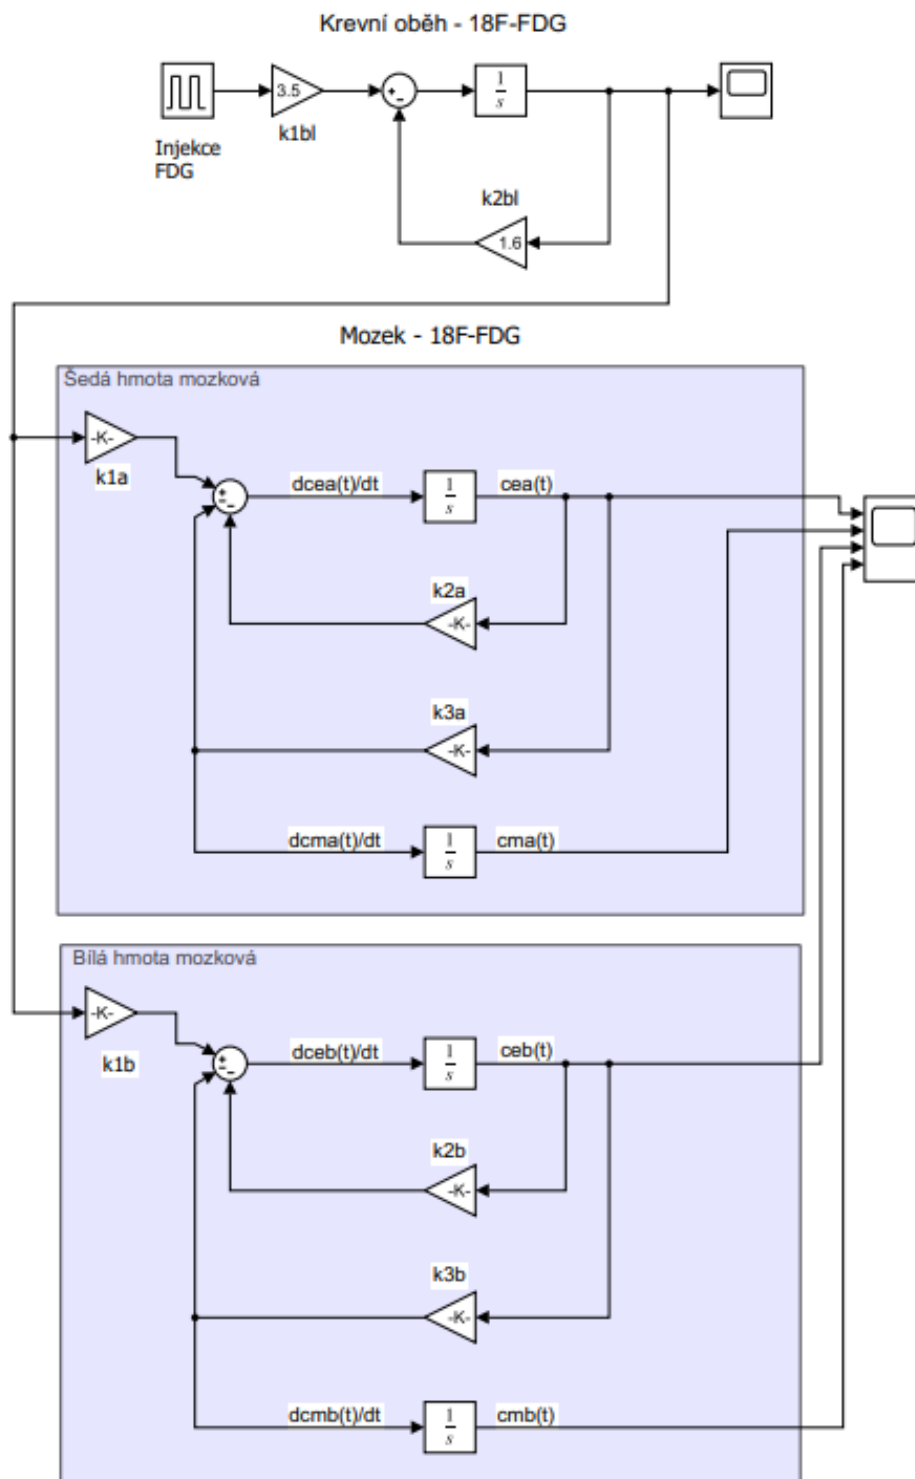 Krevní oběh - 18F-FDG
3.5
k1bl
+
-
1
s
Injekce
FDG
k2bl
1.6
Mozek - 18F-FDG
Šedá hmota mozková
-K-
k1a
+
-
-
dcea(t)/dt
1
s
cea(t)
k2a
-K-
k3a
-K-
dcma(t)/dt
1
s
cma(t)
Bílá hmota mozková
-K-
k1b
+
-
-
dceb(t)/dt
1
s
ceb(t)
k2b
-K-
k3b
-K-
dcmb(t)/dt
1
s
cmb(t)